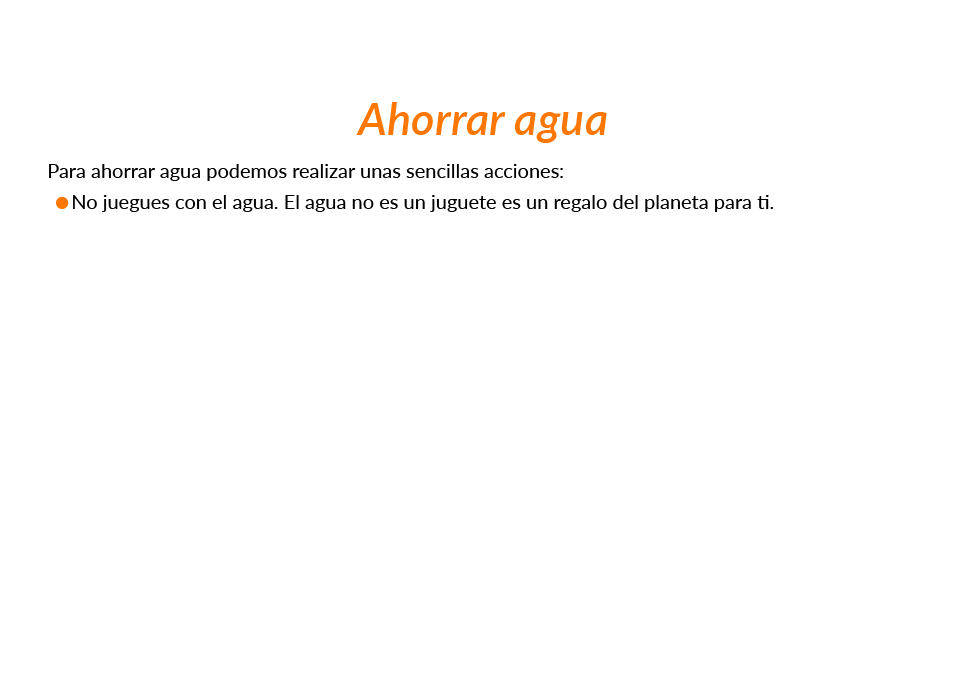 Ahorrar agua
Para ahorrar agua podemos realizar unas sencillas acciones:
● No juegues con el agua. El agua no es un juguete es un regalo del planeta para ti.